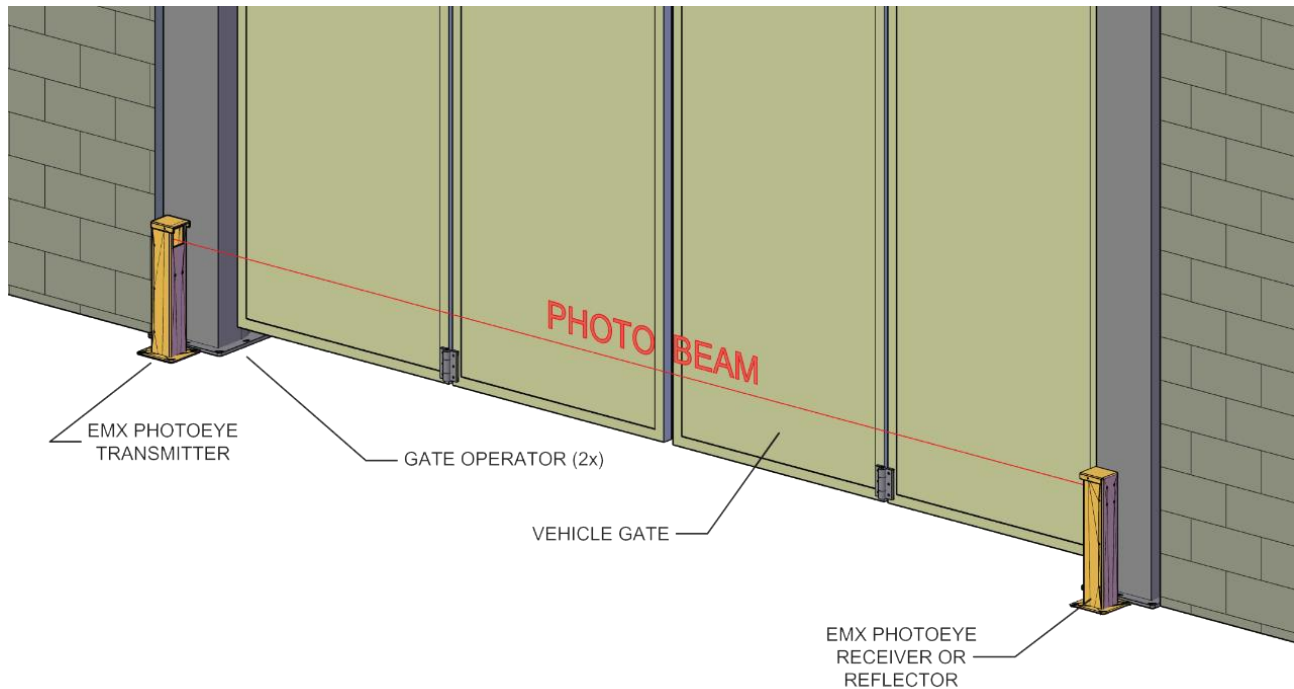 PHOTO BEAM
EMX PHOTOEYE
TRANSMITTER
GATE OPERATOR (2x)
VEHICLE GATE
EMX PHOTOEYE
RECEIVER OR
REFLECTOR